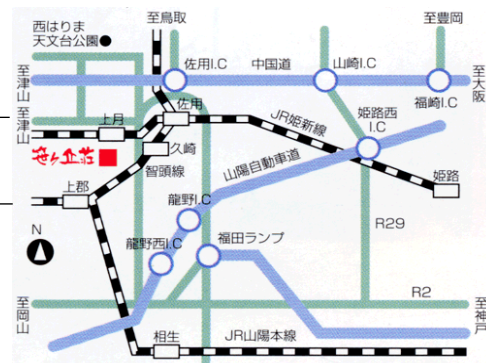 至鳥取
至豊岡
西はりま
天文台公園●
佐用I.C
中国道
山崎I.C
至津山
至大阪
福崎I.C
至津山
上月
佐用
JR姫新線
姫路西
I.C
笹ヶ丘荘
久崎
智頭線
山陽自動車道
姫路
上郡
龍野I.C
N
龍野西I.C
福田ランプ
R29
R2
至岡山
至神戸
相生
JR山陽本線